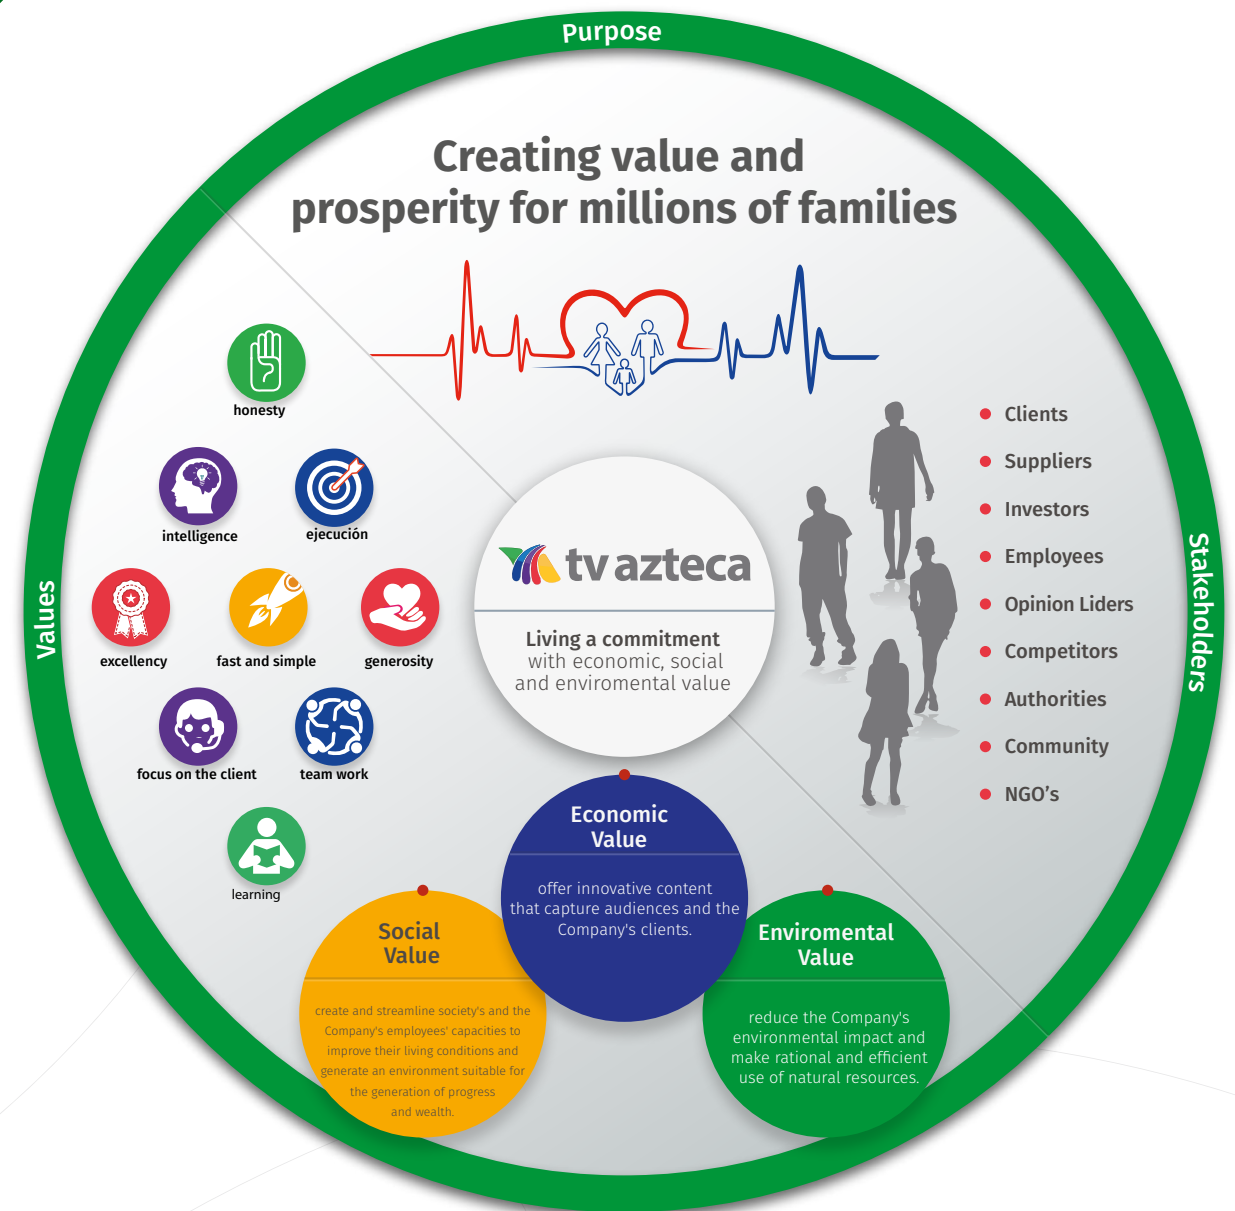 Purpose
Creating value and
prosperity for millions of families
Values
honesty
intelligence
ejecución
excellency
fast and simple
generosity
focus on the client
team work
learning
tv azteca
Living a commitment
with economic, social
and enviromental value
Stakeholders
Clients
Suppliers
Investors
Employees
Opinion Liders
Competitors
Authorities
Community
NGO's
Economic
Value
offer innovative content
that capture audiences and the
Company's clients.
Social
Value
create and streamline society's and the
Company's employees' capacities to
improve their living conditions and
generate an environment suitable for
the generation of progress
and wealth.
Enviromental
Value
reduce the Company's
environmental impact and
make rational and efficient
use of natural resources.